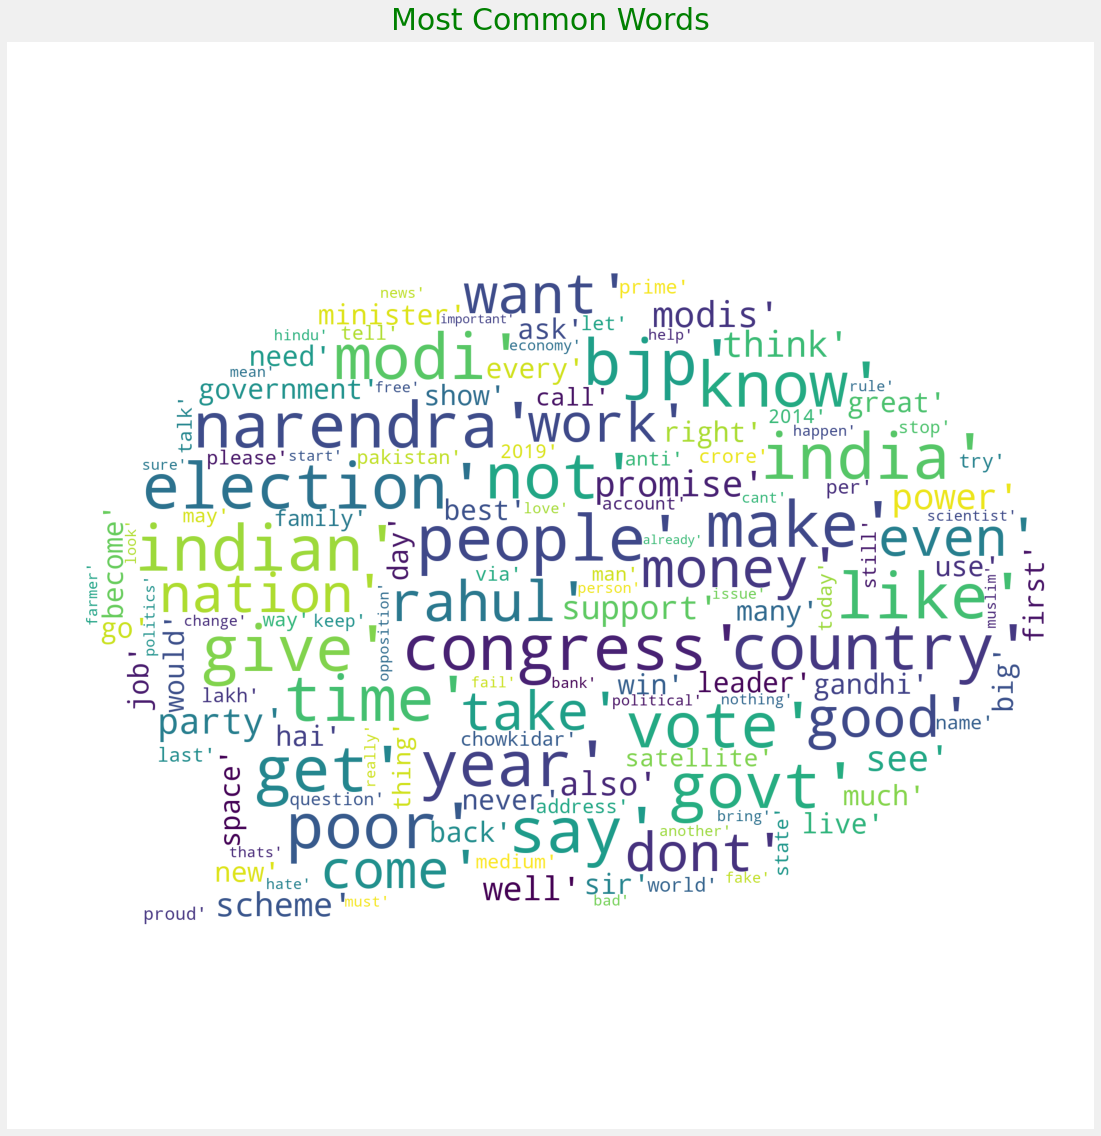 Most Common Words
news'
want'
prime'
minister'
important'
modis'
hindu'
tell'
ask'
let'
help'
need'
modi'
economy'
bjp'
think'
mean'
every'
know'
rule'
government'
free'
show'
call'
great'
talk'
narendra'
work'
right'
2014'
happen'
stop'
sure'
please'
start'
pakistan'
2019'
anti'
crore'
india'
try'
election'
not'
promise'
cant'
per'
power'
may'
family'
best'
love'
account'
scientist'
become'
look'
indian'
day'
people'
already'
make'
still'
even'
farmer'
politics'
nation'
via'
man'
person'
money'
today'
like'
use'
muslim'
first'
go'
would'
change'
way'
keep'
opposition'
rahul'
support'
issue'
many'
job'
give'
congress'
country'
big'
lakh'
time'
fail'
bank'
win'
leader'
gandhi'
political'
nothing'
party'
hai'
take'
vote'
good'
name'
last'
really'
thing'
chowkidar'
satellite'
see'
space'
get'
year'
also'
govt'
much'
question'
never'
address'
bring'
poor'
back'
say'
another'
state'
live'
thats'
come'
medium'
dont'
new'
hate'
well'
sir'
world'
fake'
proud'
scheme'
must'
bad'